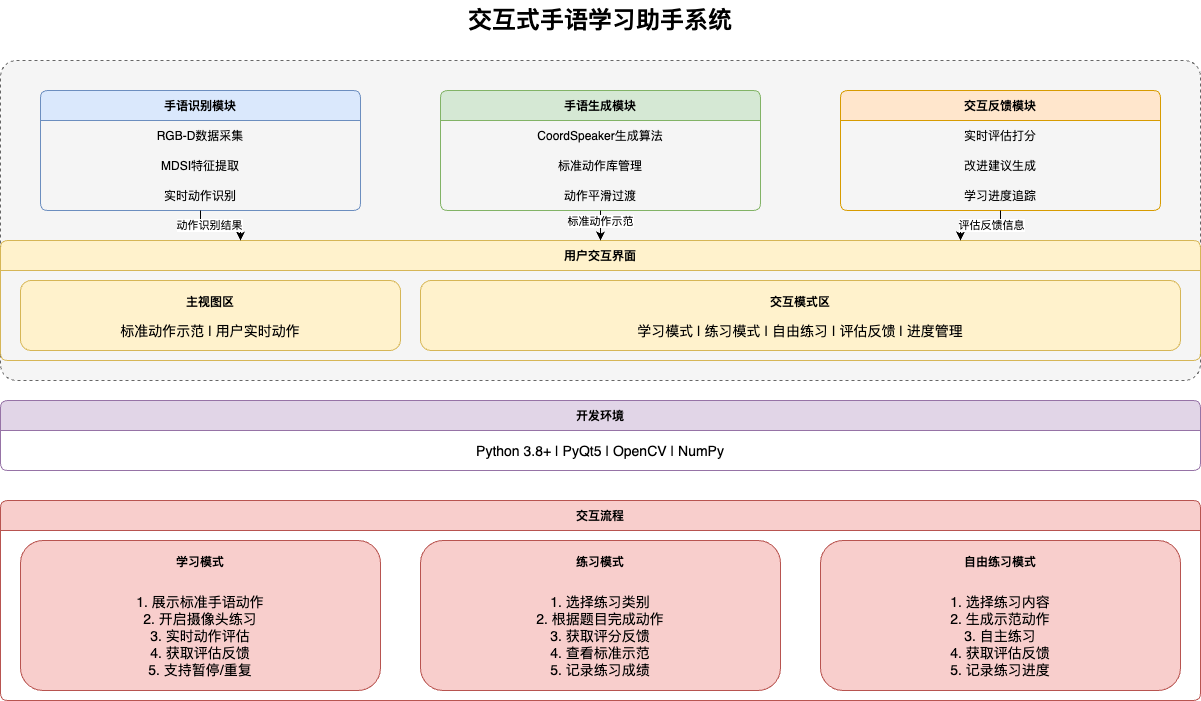 交互式手语学习助手系统
手语识别模块
RGB-D数据采集
MDSI特征提取
实时动作识别
手语生成模块
CoordSpeaker生成算法
标准动作库管理
动作平滑过渡
交互反馈模块
实时评估打分
改进建议生成
学习进度追踪
动作识别结果
标准动作示范
评估反馈信息
用户交互界面
主视图区
标准动作示范 | 用户实时动作
交互模式区
学习模式 | 练习模式 | 自由练习 | 评估反馈 | 进度管理
开发环境
Python 3.8+ | PyQt5 | OpenCV | NumPy
交互流程
学习模式
1. 展示标准手语动作
2. 开启摄像头练习
3. 实时动作评估
4. 获取评估反馈
5. 支持暂停/重复
练习模式
1. 选择练习类别
2. 根据题目完成动作
3. 获取评分反馈
4. 查看标准示范
5. 记录练习成绩
自由练习模式
1. 选择练习内容
2. 生成示范动作
3. 自主练习
4. 获取评估反馈
5. 记录练习进度